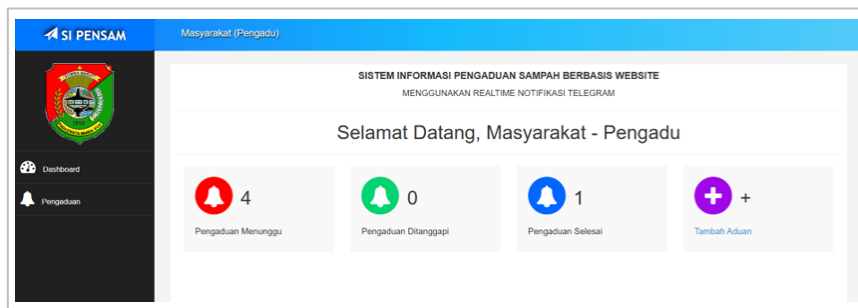 SI PENSAM
Masyarakat (Pengadu)
SISTEM INFORMASI PENGADUAN SAMPAH BERBASIS WEBSITE
MENGGUNAKAN REALTIME NOTIFIKASI TELEGRAM
Selamat Datang, Masyarakat - Pengadu
Dashboard
Pengaduan
4
Pengaduan Menunggu
0
Pengaduan Ditanggapi
1
Pengaduan Selesai
+
Tambah Aduan